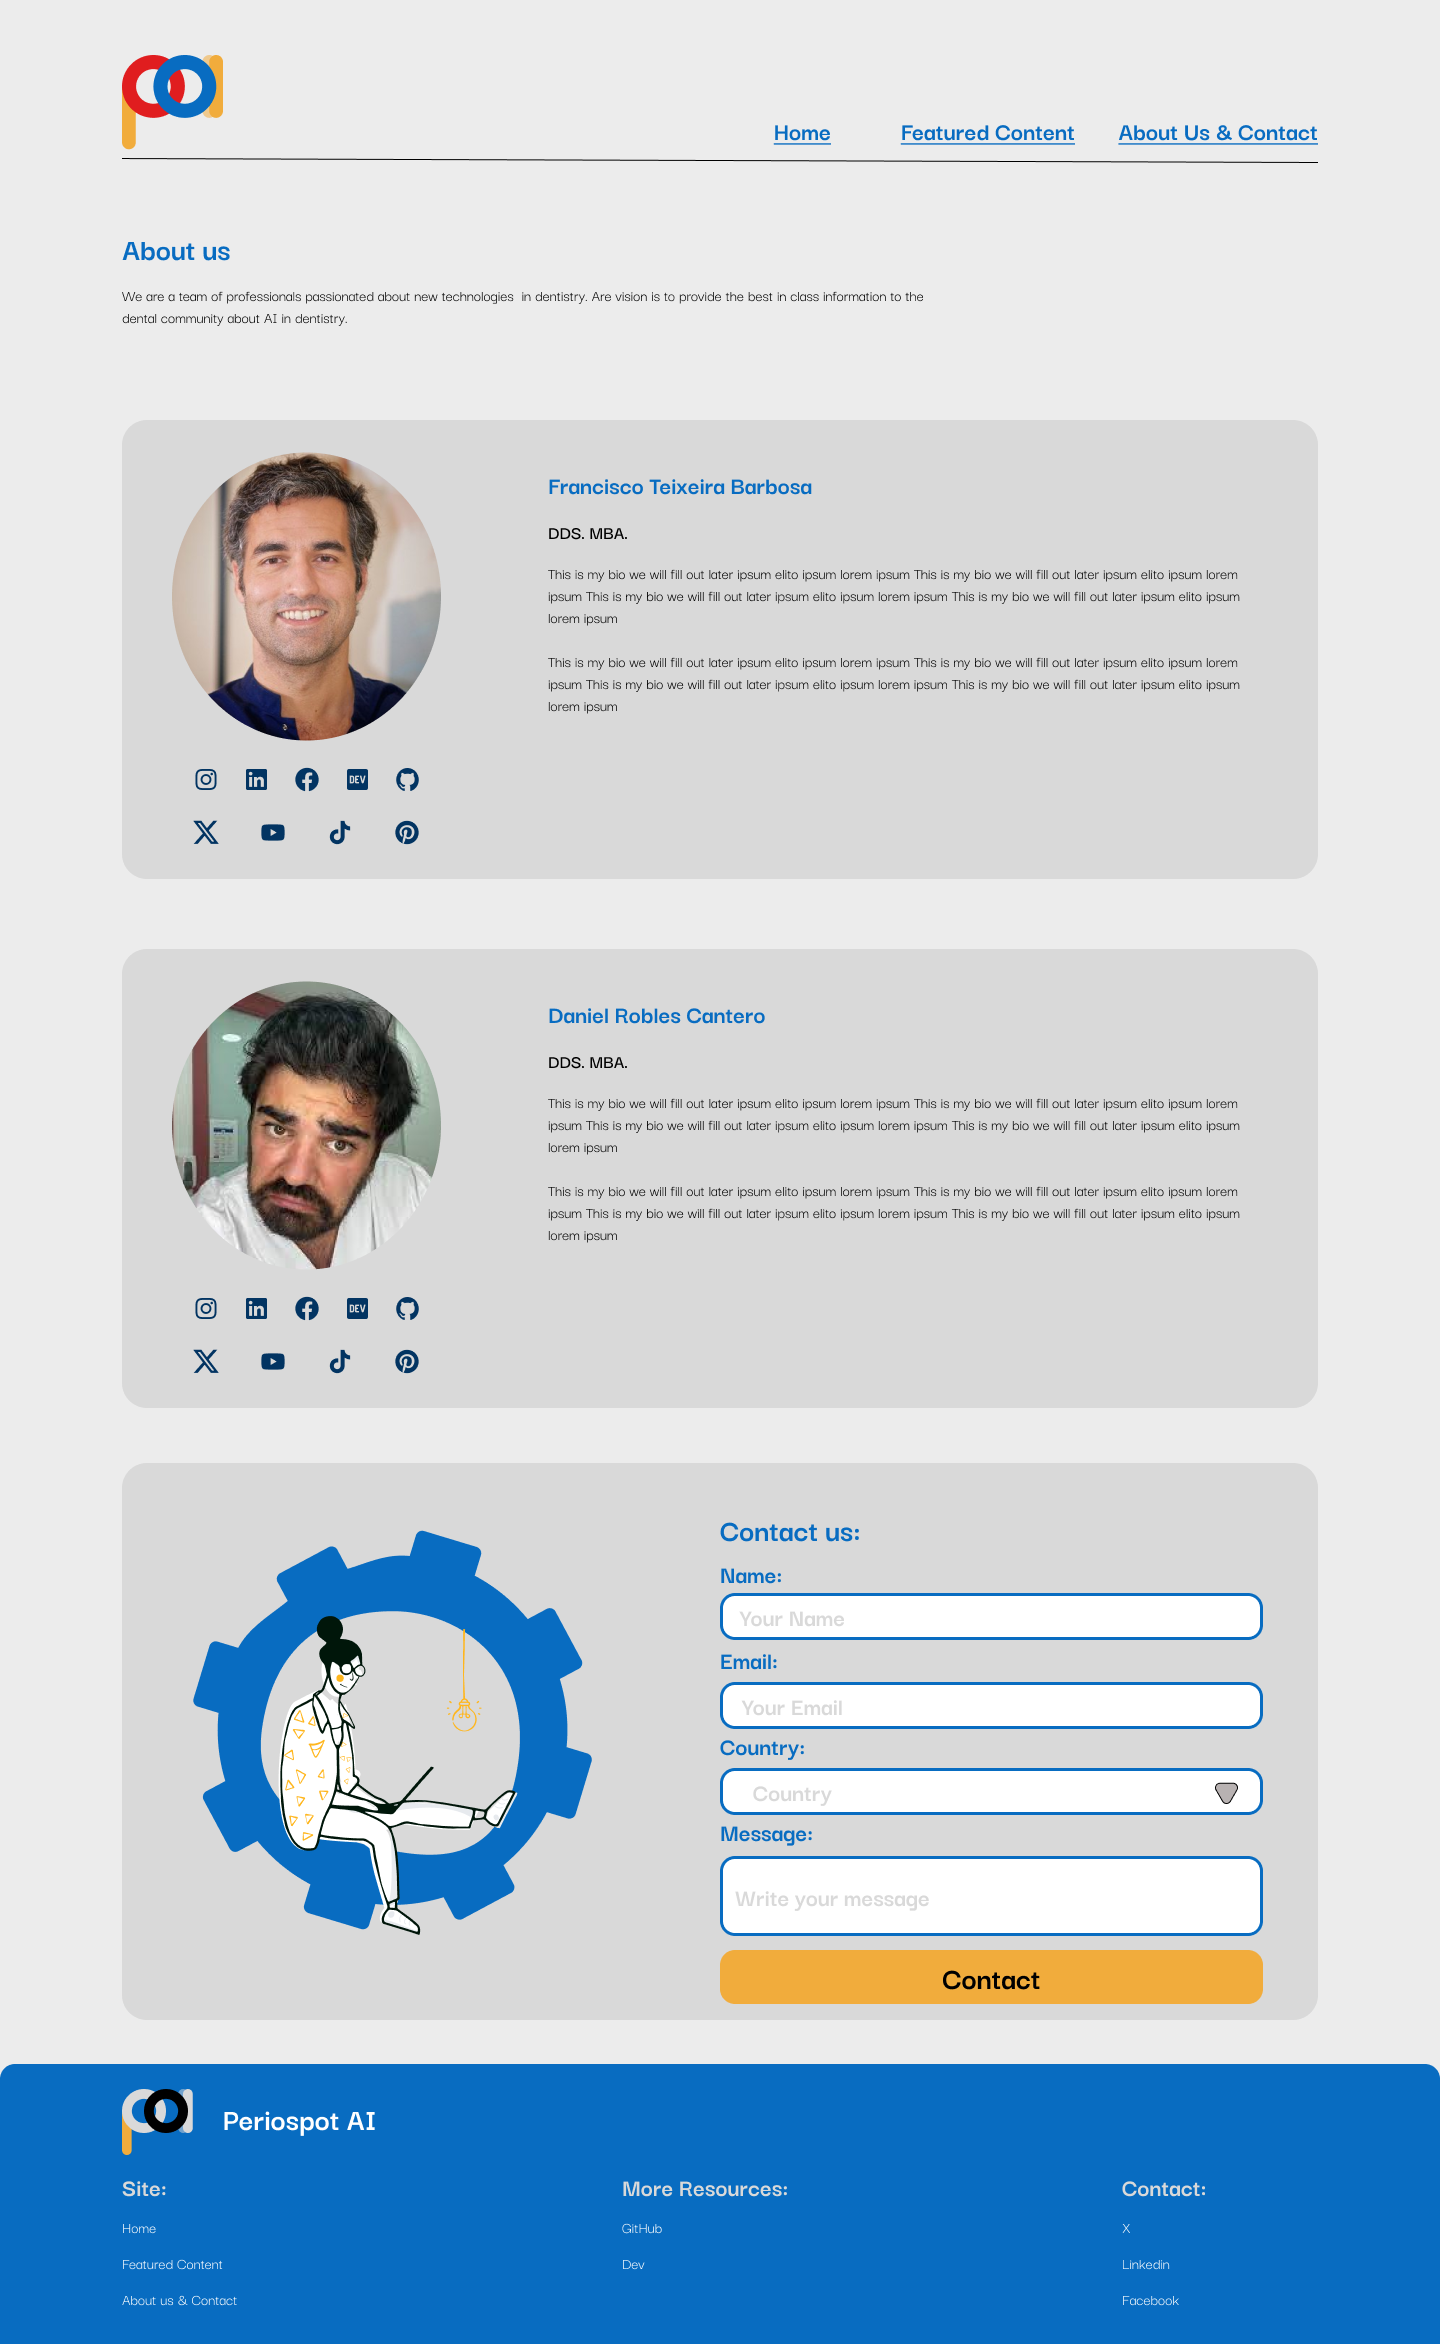 poa
Home Featured Content About Us & Contact
About us
We are a team of professionals passionated about new technologies  in dentistry. Are vision is to provide the best in class information to the
dental community about AI in dentistry.
Francisco Teixeira Barbosa
DDS. MBA.
This is my bio we will fill out later ipsum elito ipsum lorem ipsum This is my bio we will fill out later ipsum elito ipsum lorem
ipsum This is my bio we will fill out later ipsum elito ipsum lorem ipsum This is my bio we will fill out later ipsum elito ipsum
lorem ipsum
This is my bio we will fill out later ipsum elito ipsum lorem ipsum This is my bio we will fill out later ipsum elito ipsum lorem
ipsum This is my bio we will fill out later ipsum elito ipsum lorem ipsum This is my bio we will fill out later ipsum elito ipsum
lorem ipsum
DEV
Daniel Robles Cantero
DDS. MBA.
This is my bio we will fill out later ipsum elito ipsum lorem ipsum This is my bio we will fill out later ipsum elito ipsum lorem
ipsum This is my bio we will fill out later ipsum elito ipsum lorem ipsum This is my bio we will fill out later ipsum elito ipsum
lorem ipsum
This is my bio we will fill out later ipsum elito ipsum lorem ipsum This is my bio we will fill out later ipsum elito ipsum lorem
ipsum This is my bio we will fill out later ipsum elito ipsum lorem ipsum This is my bio we will fill out later ipsum elito ipsum
lorem ipsum
DEV
Contact us:
Name:
Your Name
Email:
Your Email
Country:
Country
Message:
Write your message
Contact
poa
Periospot AI
Site:
Home
Featured Content
About us & Contact
More Resources:
GitHub
Dev
Contact:
X
Linkedin
Facebook